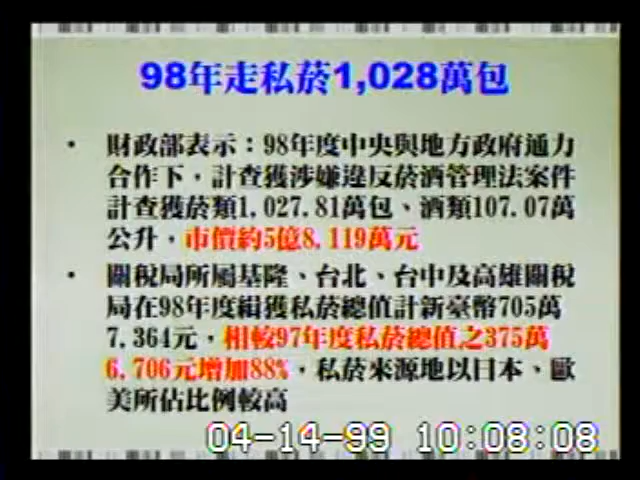 98年走私菸1,028萬包
• 財政部表示：98年度中央與地方政府通力
合作下，計查獲涉嫌違反菸酒管理法案件
計查獲菸類1,027.81萬包、酒類107.07萬
公升，市價約5億8,119萬元
• 關稅局所屬基隆、台北、台中及高雄關稅
局在98年度緝獲私菸總值計新臺幣705萬
7,364元，相較97年度私菸總值之375萬
6,706元增加88%，私菸來源地以日本、歐
美所佔比例較高
04-14-99 10:08:08